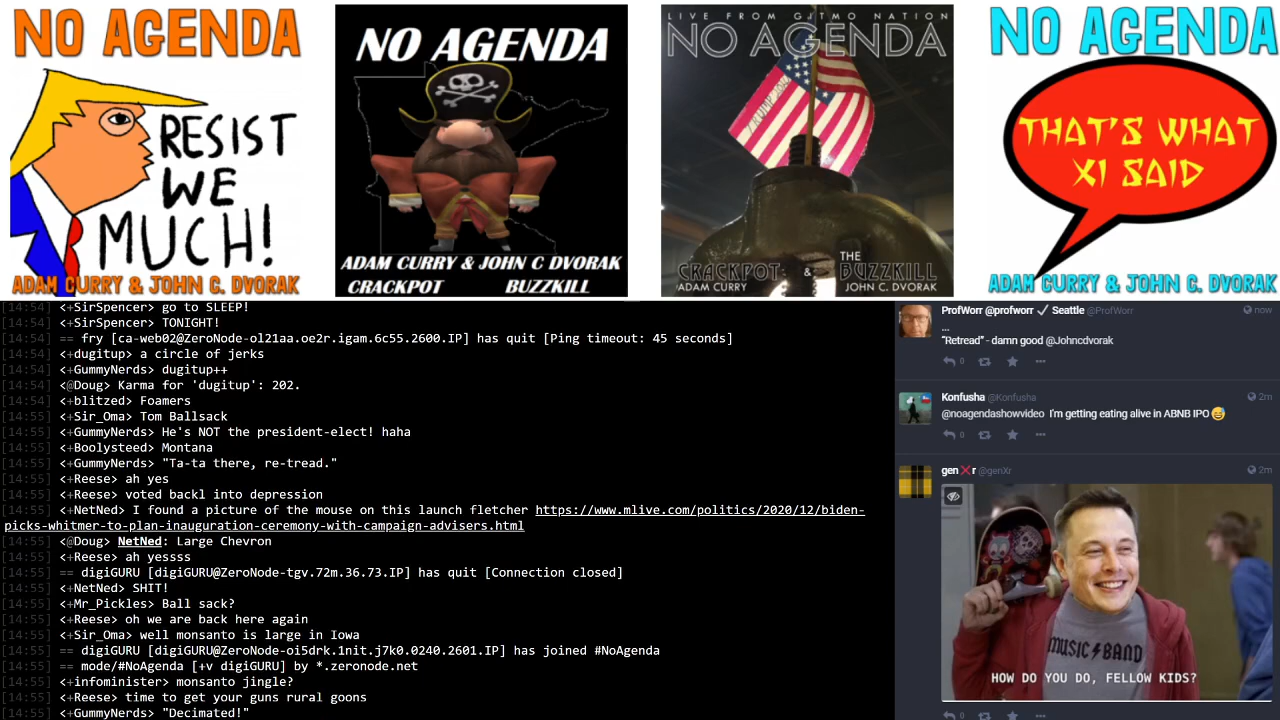 NO AGENDA
RESIST
WE
MUCH!
ADAM CURRY & JOHN C. DVORAK
NO AGENDA
ADAM CURRY & JOHN C DVORAK
CRACKPOT BUZZKILL
LIVE FROM GITMO NATION
NO AGENDA
TRUMP 2020
CRACKPOT & THE BUZZKILL
ADAM CURRY JOHN C. DVORAK
NO AGENDA
THAT'S WHAT
XI SAID
ADAM CURRY & JOHN C. DVORAK
[14:54] <+SirSpencer> go to SLEEP!
[14:54] <+SirSpencer> TONIGHT!
[14:54] == fry [ca-web02@ZeroNode-ol21aa.oe2r.igam.6c55.2600.IP] has quit [Ping timeout: 45 seconds]
[14:54] <+dugitup> a circle of jerks
[14:54] <+GummyNerds> dugitup++
[14:54] <@Doug> Karma for 'dugitup': 202.
[14:54] <+blitzed> Foamers
[14:55] <+Sir_Oma> Tom Ballsack
[14:55] <+GummyNerds> He's NOT the president-elect! haha
[14:55] <+Boolysteed> Montana
[14:55] <+GummyNerds> "Ta-ta there, re-tread."
[14:55] <+Reese> ah yes
[14:55] <+Reese> voted backl into depression
[14:55] <+NetNed> I found a picture of the mouse on this launch fletcher https://www.mlive.com/politics/2020/12/biden-
picks-whitmer-to-plan-inauguration-ceremony-with-campaign-advisers.html
[14:55] <@Doug> NetNed: Large Chevron
[14:55] <+Reese> ah yessss
[14:55] == digiGURU [digiGURU@ZeroNode-tgv.72m.36.73.IP] has quit [Connection closed]
[14:55] <+NetNed> SHIT!
[14:55] <+Mr_Pickles> Ball sack?
[14:55] <+Reese> oh we are back here again
[14:55] <+Sir_Oma> well monsanto is large in Iowa
[14:55] == digiGURU [digiGURU@ZeroNode-oi5drk.1nit.j7k0.0240.2601.IP] has joined #NoAgenda
[14:55] == mode/#NoAgenda [+v digiGURU] by *.zeronode.net
[14:55] <+infominister> monsanto jingle?
[14:55] <+Reese> time to get your guns rural goons
[14:55] <+GummyNerds> "Decimated!"
ProfWorr @profworr ✓ Seattle @ProfWorr now
...
"Retread" - damn good @Johncdvorak
0
Konfusha @Konfusha 2m
@noagendashowvideo I'm getting eating alive in ABNB IPO 😅
0
gen❌r @genXr 2m
MUSIC⚡BAND
HOW DO YOU DO, FELLOW KIDS?
0